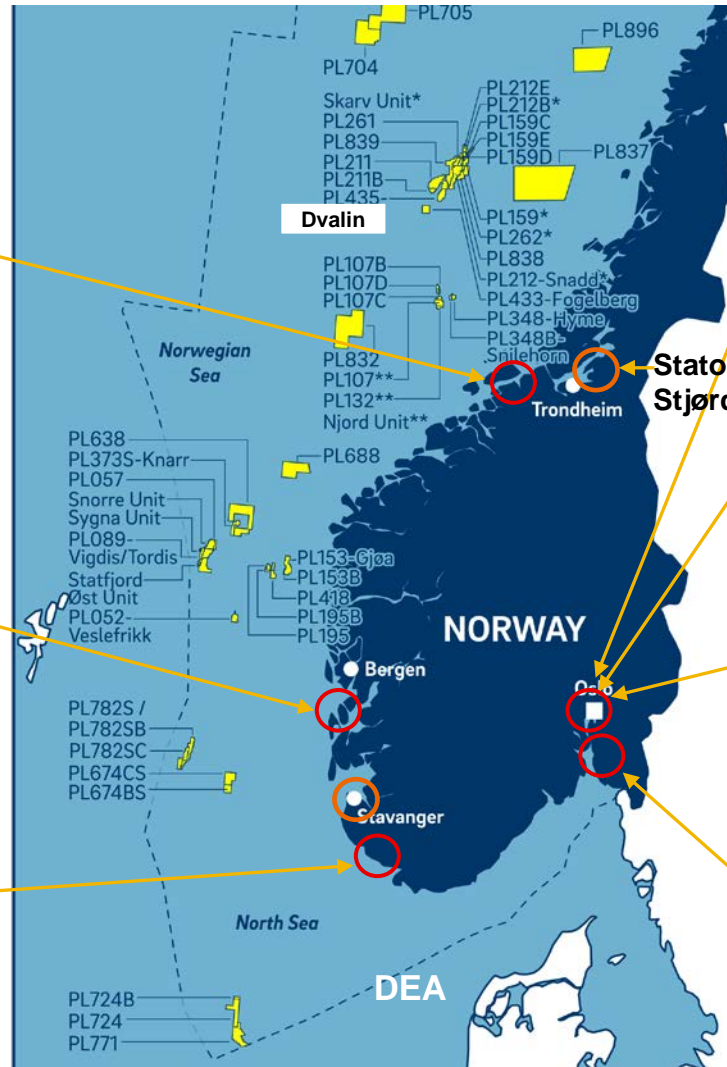 PL705
PL704
PL896
Skarv Unit*
PL261
PL839
PL211
PL211B
PL435-
Dvalin
PL212E
PL212B*
PL159C
PL159E
PL159D
PL837
PL159*
PL262*
PL838
PL212-Snadd*
PL433-Fogelberg
PL348-Hyme
PL348B-
Snilehorn
PL107B
PL107D
PL107C
PL832
PL107**
PL132**
Njord Unit**
Norwegian
Sea
Stato
Stjørd
Trondheim
PL638
PL373S-Knarr
PL057
Snorre Unit
Sygna Unit
PL089-
Vigdis/Tordis
Statfjord
Øst Unit
PL052-
Veslefrikk
PL688
PL153-Gjøa
PL153B
PL418
PL195B
PL195
NORWAY
Bergen
Oslo
PL782S /
PL782SB
PL782SC
PL674CS
PL674BS
Stavanger
North Sea
DEA
PL724B
PL724
PL771